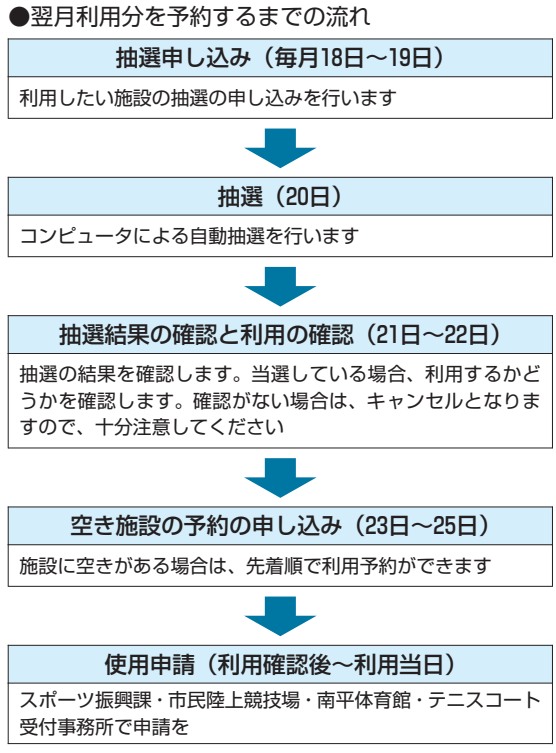 ●翌月利用分を予約するまでの流れ
抽選申し込み（毎月18日～19日）
利用したい施設の抽選の申し込みを行います
抽選（20日）
コンピュータによる自動抽選を行います
抽選結果の確認と利用の確認（21日～22日）
抽選の結果を確認します。当選している場合、利用するかど
うかを確認します。確認がない場合は、キャンセルとなりま
すので、十分注意してください
空き施設の予約の申し込み（23日～25日）
施設に空きがある場合は、先着順で利用予約ができます
使用申請（利用確認後～利用当日）
スポーツ振興課・市民陸上競技場・南平体育館・テニスコート
受付事務所で申請を